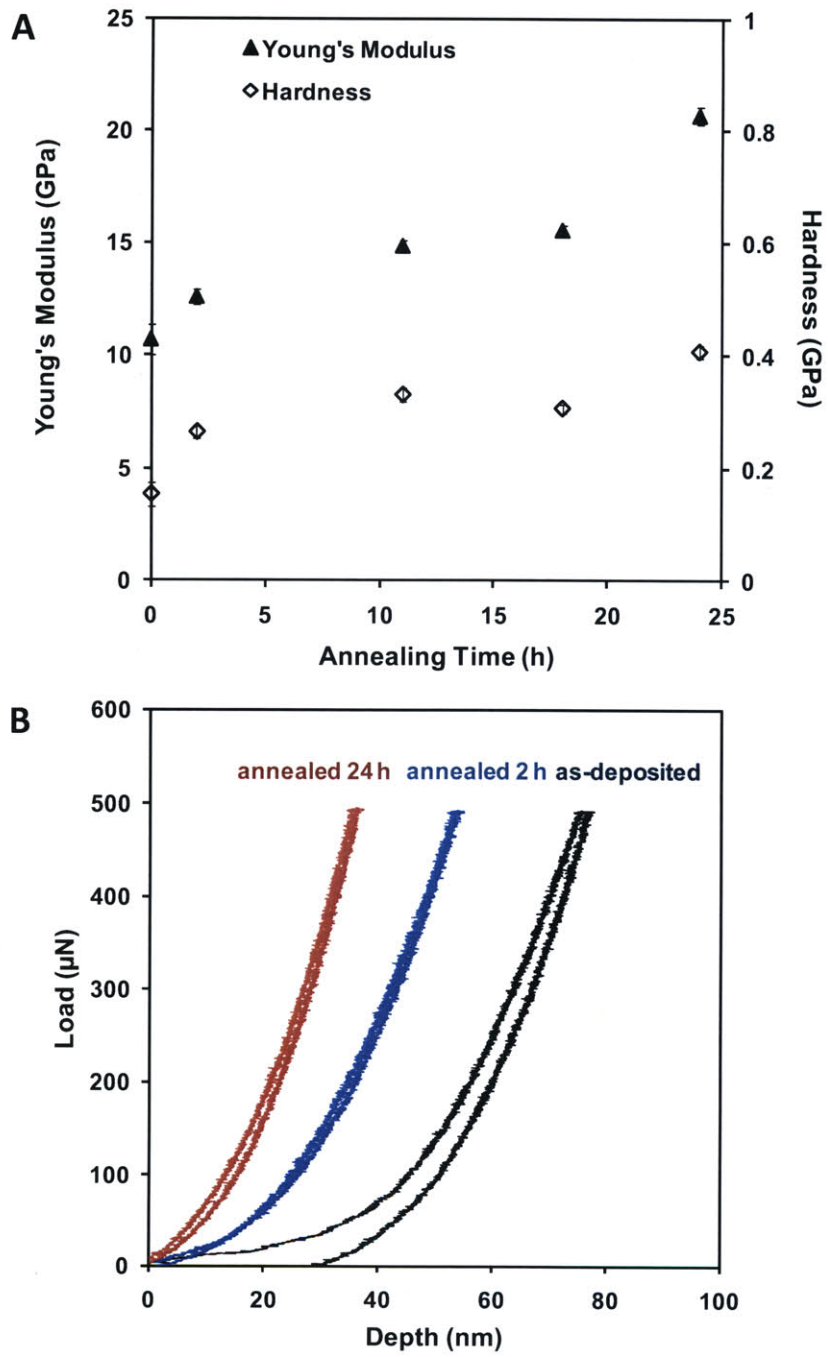 A
Young's Modulus
Hardness
Young's Modulus (GPa)
25
20
15
10
5
0
1
0.8
0.6
0.4
0.2
0
Hardness (GPa)
0 5 10 15 20 25
Annealing Time (h)
B
annealed 24 h annealed 2 h as-deposited
Load (µN)
600
500
400
300
200
100
0
0 20 40 60 80 100
Depth (nm)